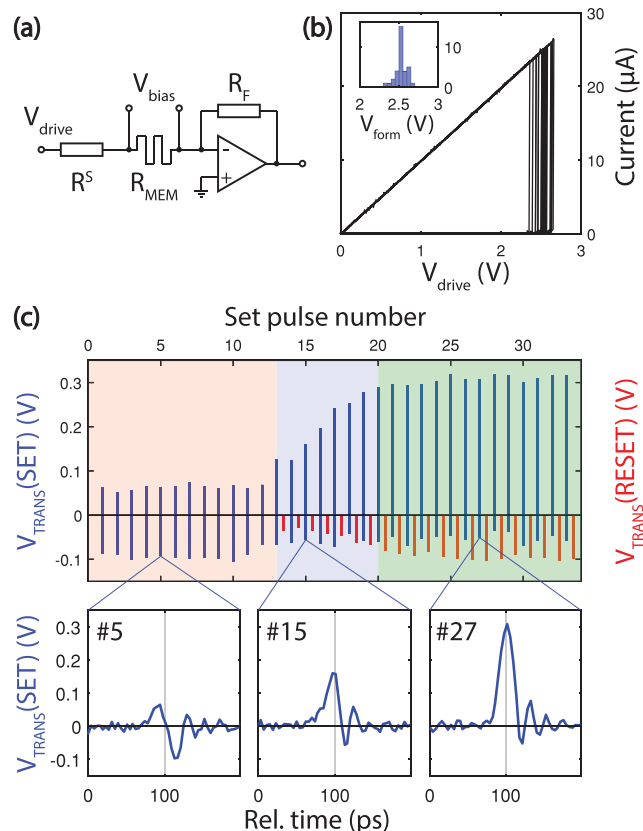 (a)
V_drive
V_bias
R_F
R^S
R_MEM
-
+
(b)
30
20
10
0
Current (μA)
15
10
0
2
2.5
3
V_form (V)
0
1
2
3
V_drive (V)
(c)
Set pulse number
0
5
10
15
20
25
30
V_TRANS(SET) (V)
0.3
0.2
0.1
0
-0.1
V_TRANS(RESET) (V)
V_TRANS(SET) (V)
0.3
0.2
0.1
0
-0.1
#5
#15
#27
0
100
0
100
0
100
Rel. time (ps)